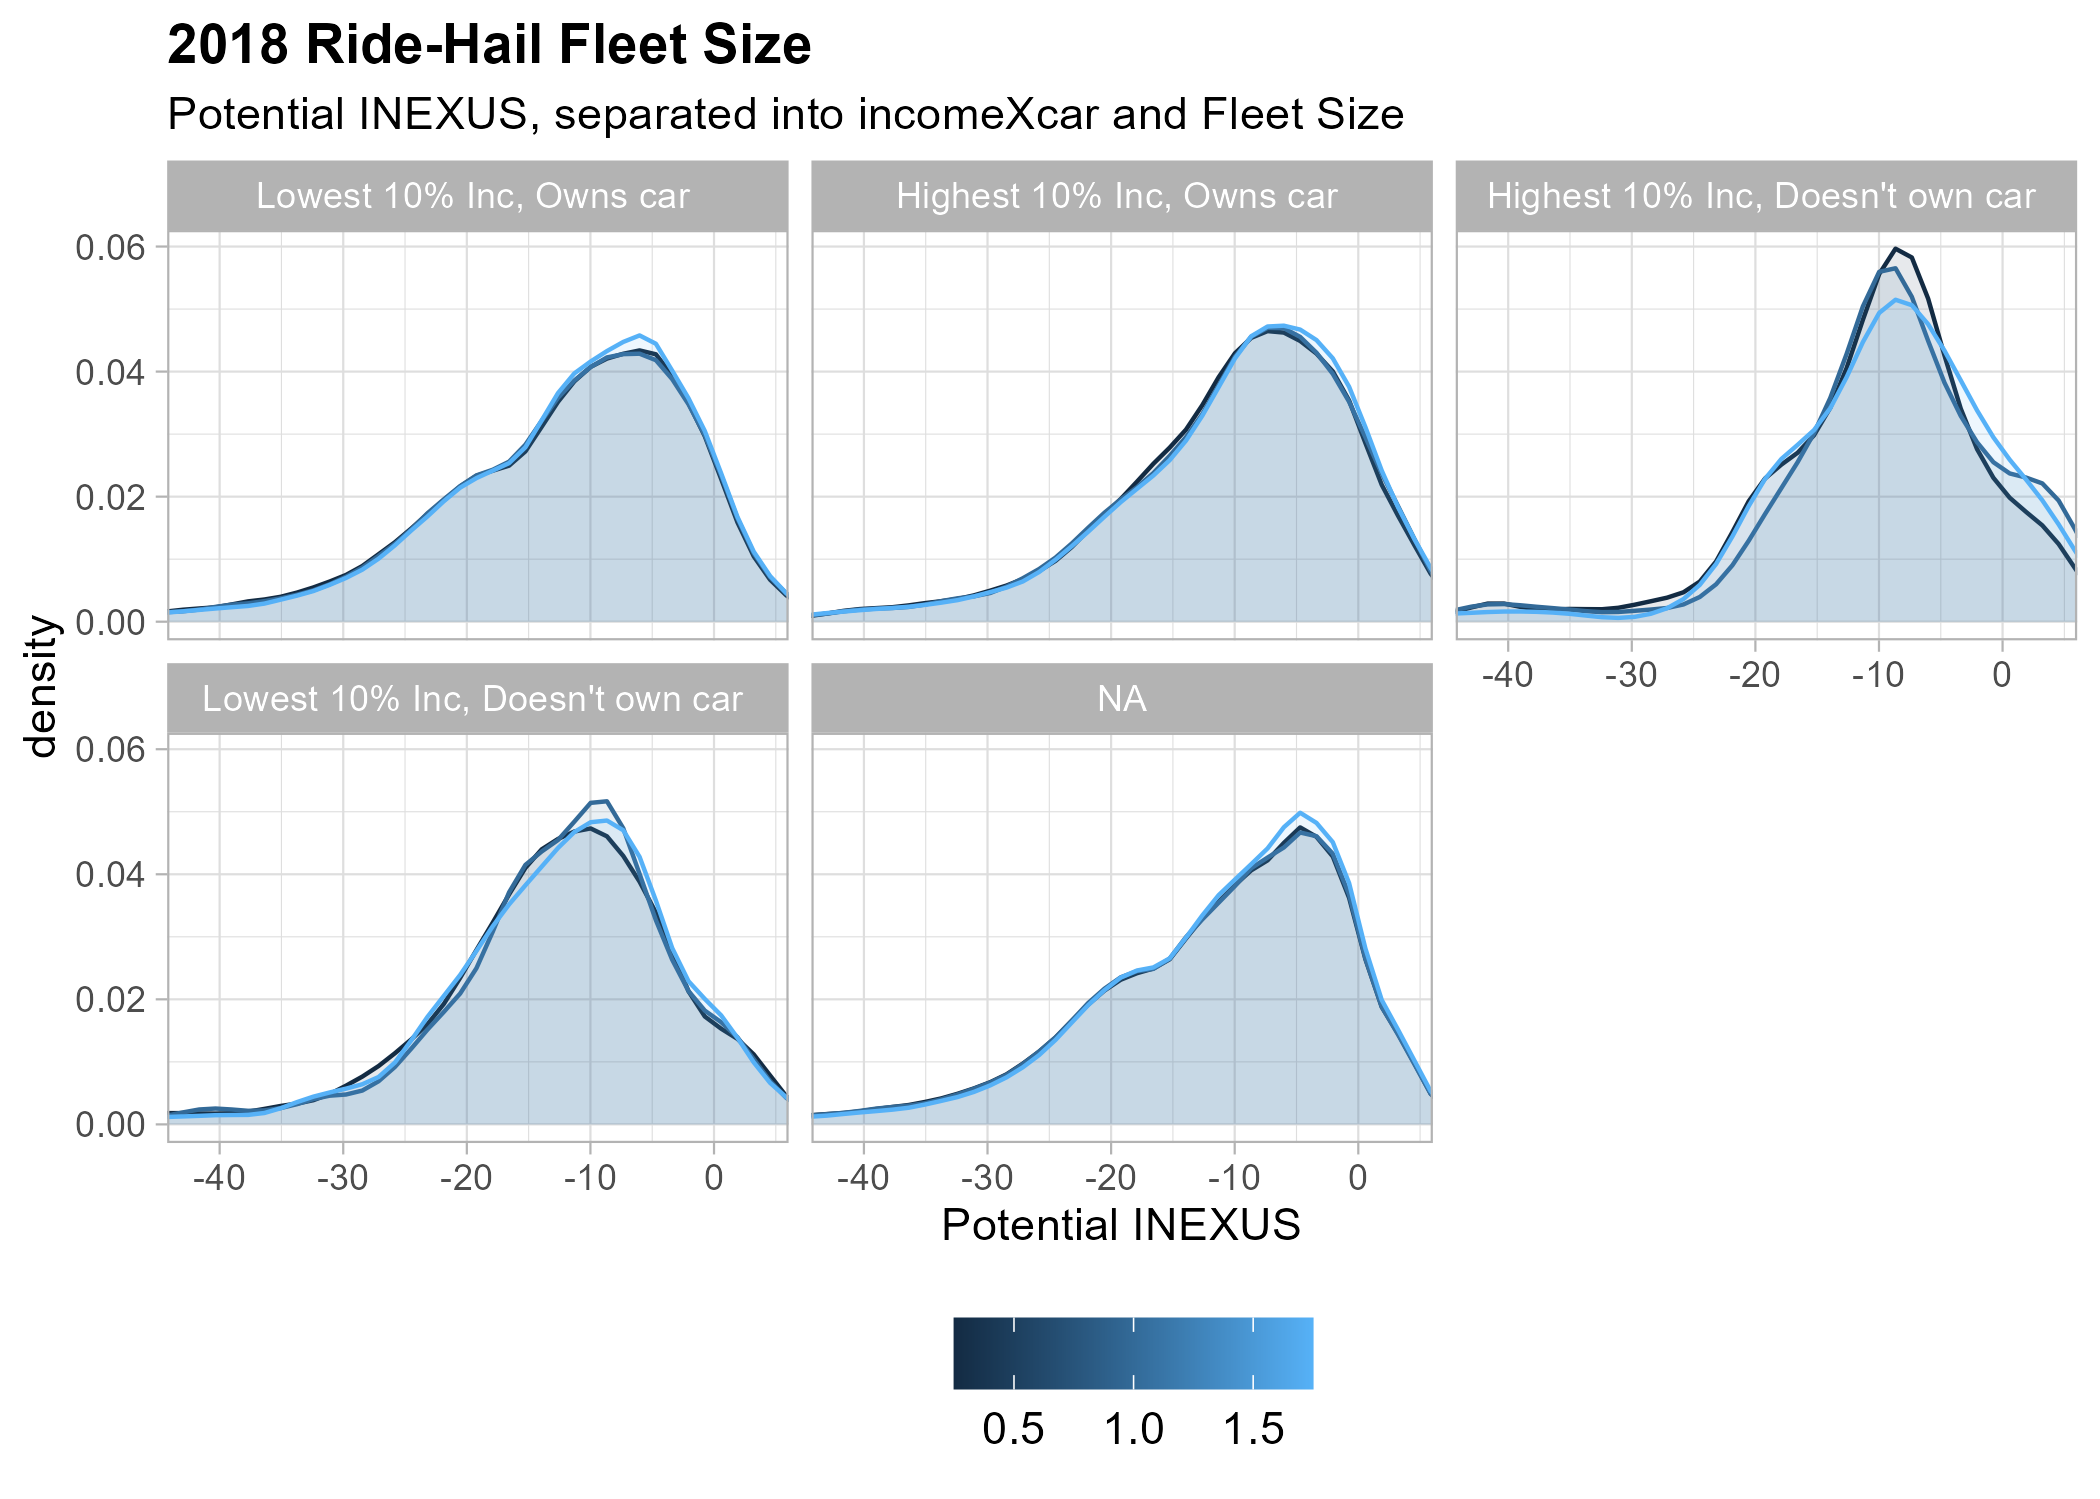 2018 Ride-Hail Fleet Size
Potential INEXUS, separated into incomeXcar and Fleet Size
Lowest 10% Inc, Owns car
Highest 10% Inc, Owns car
Highest 10% Inc, Doesn't own car
0.06
0.04
0.02
0.00
-40 -30 -20 -10 0
density
Lowest 10% Inc, Doesn't own car
NA
0.06
0.04
0.02
0.00
-40 -30 -20 -10 0
-40 -30 -20 -10 0
Potential INEXUS
0.5 1.0 1.5